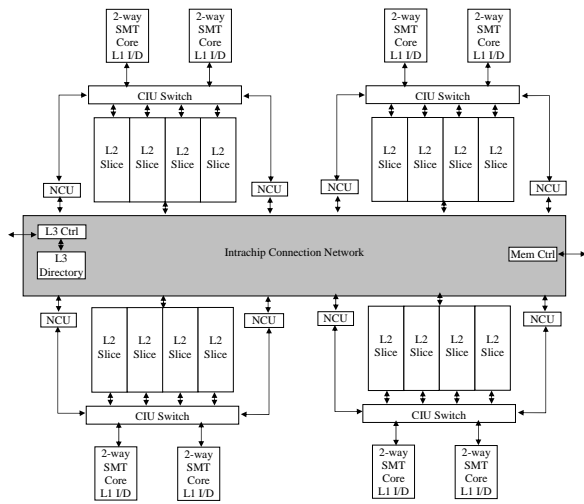 2-way
SMT
Core
L1 I/D
2-way
SMT
Core
L1 I/D
2-way
SMT
Core
L1 I/D
2-way
SMT
Core
L1 I/D
CIU Switch
CIU Switch
L2
Slice
L2
Slice
L2
Slice
L2
Slice
L2
Slice
L2
Slice
L2
Slice
L2
Slice
NCU
NCU
NCU
NCU
L3 Ctrl
L3
Directory
Intrachip Connection Network
Mem Ctrl
NCU
NCU
NCU
NCU
L2
Slice
L2
Slice
L2
Slice
L2
Slice
L2
Slice
L2
Slice
L2
Slice
L2
Slice
CIU Switch
CIU Switch
2-way
SMT
Core
L1 I/D
2-way
SMT
Core
L1 I/D
2-way
SMT
Core
L1 I/D
2-way
SMT
Core
L1 I/D